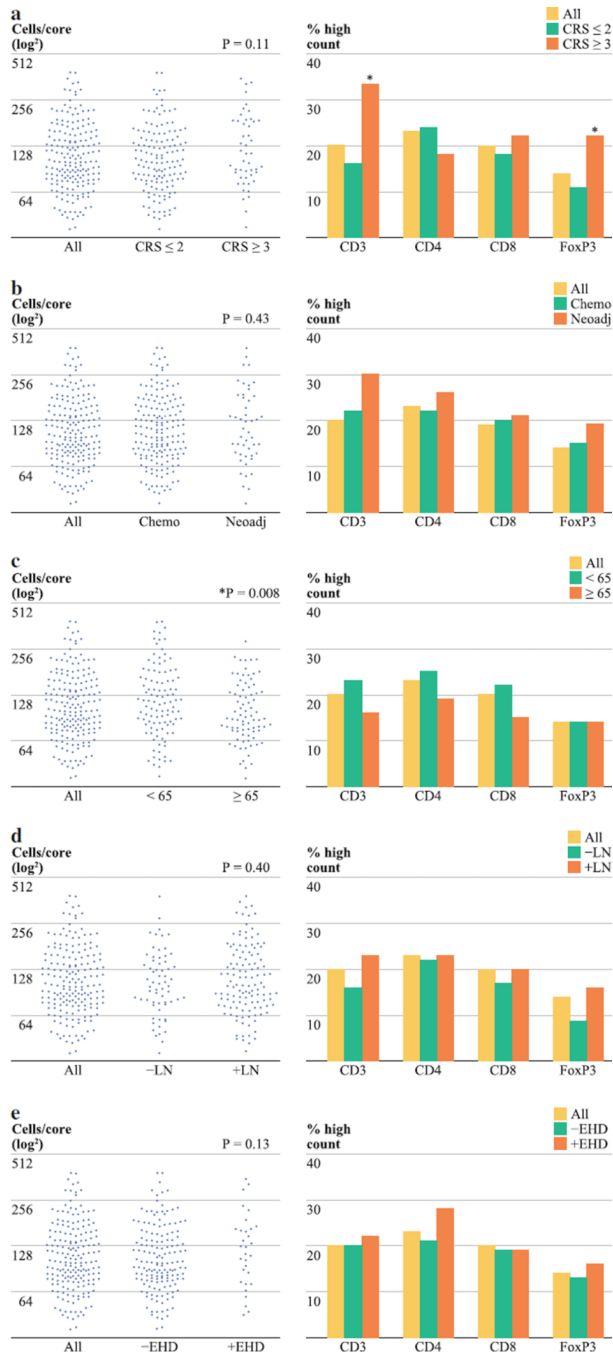 a
Cells/core
(log²)
P = 0.11
512
256
128
64
All CRS ≤ 2 CRS ≥ 3
% high
count
All
CRS ≤ 2
CRS ≥ 3
40
30
20
10
*
*
CD3 CD4 CD8 FoxP3
b
Cells/core
(log²)
P = 0.43
512
256
128
64
All Chemo Neoadj
% high
count
All
Chemo
Neoadj
40
30
20
10
CD3 CD4 CD8 FoxP3
c
Cells/core
(log²)
*P = 0.008
512
256
128
64
All < 65 ≥ 65
% high
count
All
< 65
≥ 65
40
30
20
10
CD3 CD4 CD8 FoxP3
d
Cells/core
(log²)
P = 0.40
512
256
128
64
All −LN +LN
% high
count
All
−LN
+LN
40
30
20
10
CD3 CD4 CD8 FoxP3
e
Cells/core
(log²)
P = 0.13
512
256
128
64
All −EHD +EHD
% high
count
All
−EHD
+EHD
40
30
20
10
CD3 CD4 CD8 FoxP3